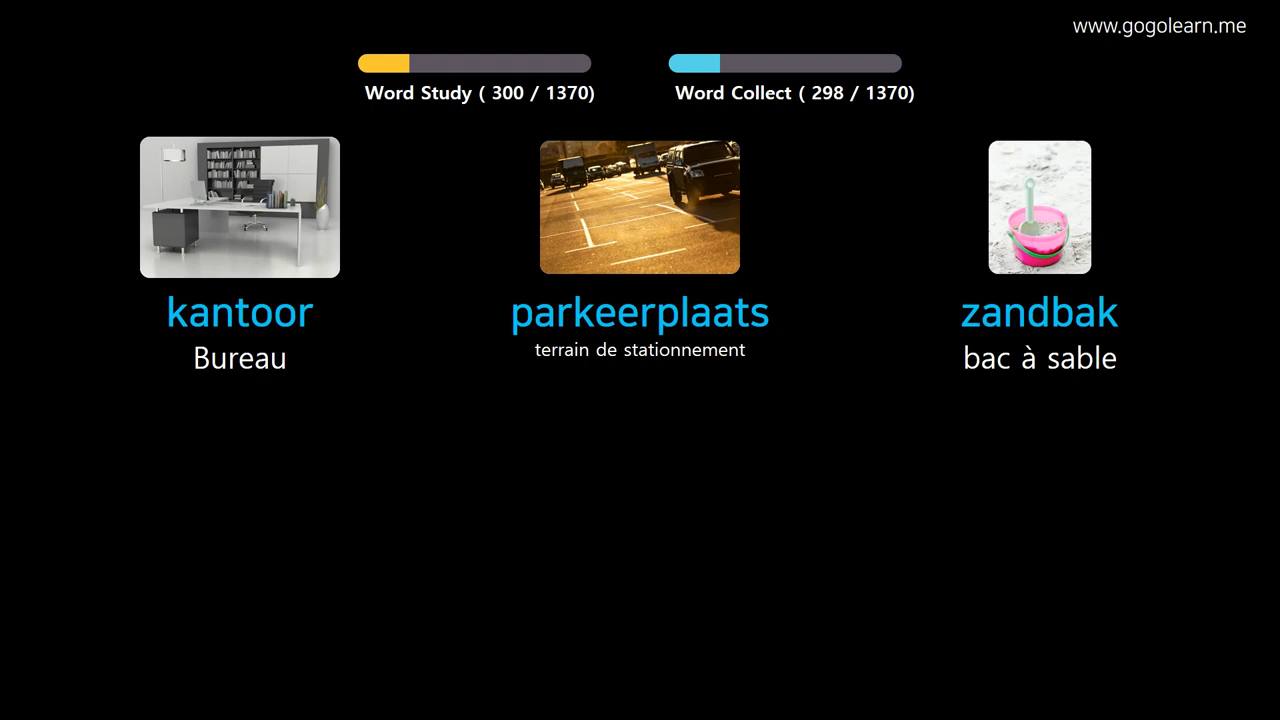 www.gogolearn.me
Word Study ( 300 / 1370)
Word Collect ( 298 / 1370)
kantoor
Bureau
parkeerplaats
terrain de stationnement
zandbak
bac à sable